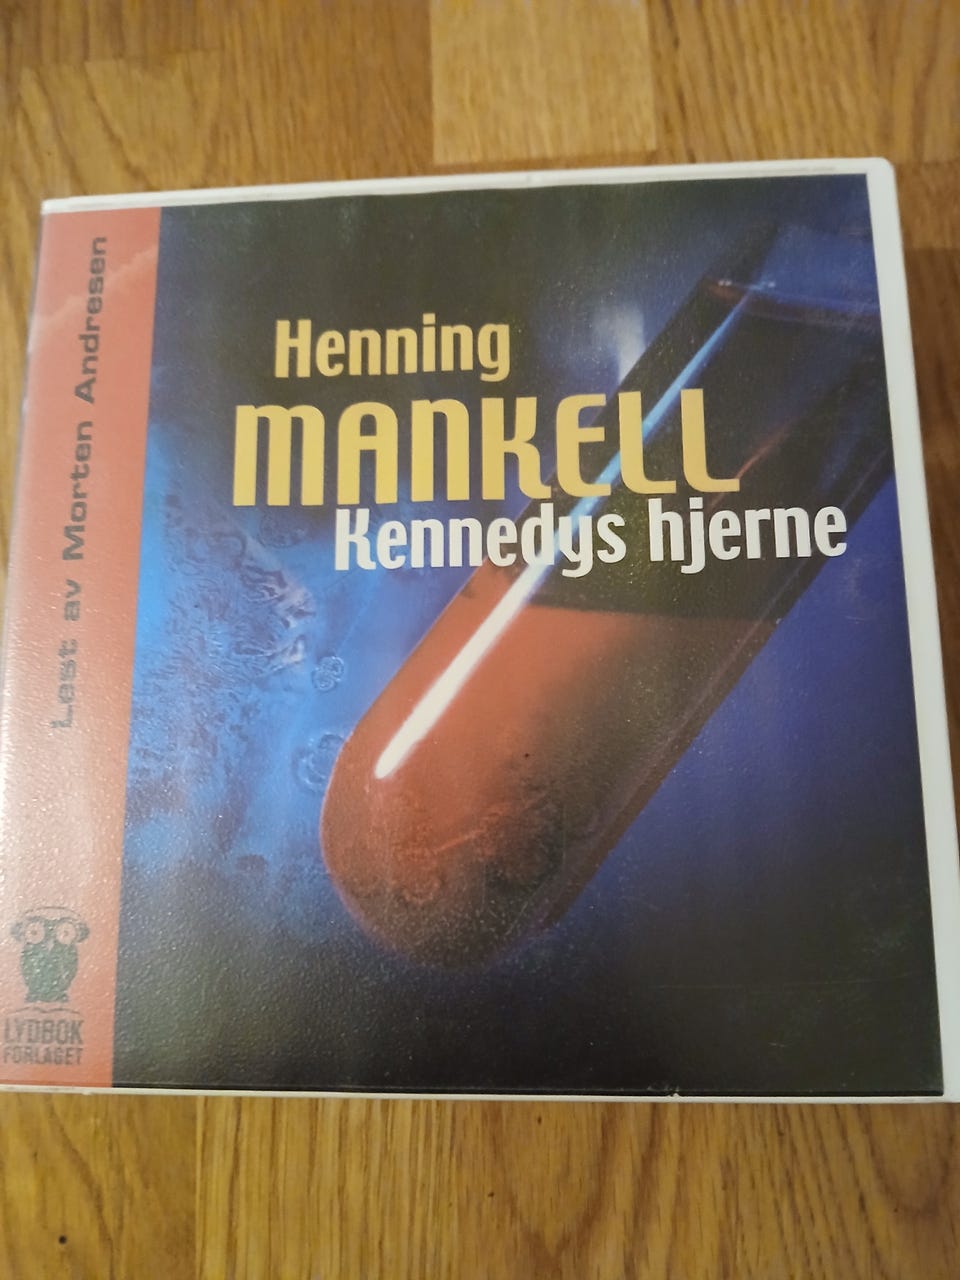 Henning
MANKELL
Kennedys hjerne
Lest av Morten Andresen
LYDBOK
FORLAGET